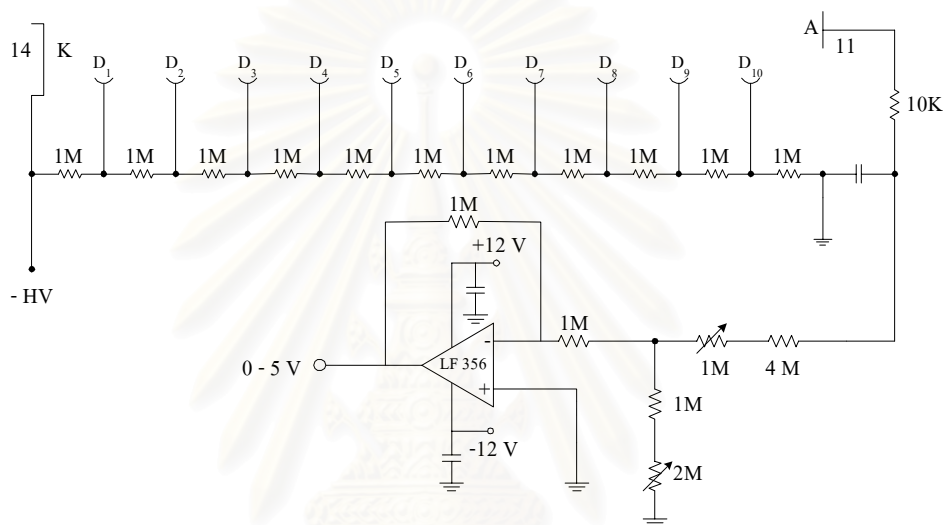 14 K
A
11
D1 D2 D3 D4 D5 D6 D7 D8 D9 D10
10K
1M 1M 1M 1M 1M 1M 1M 1M 1M 1M 1M
1M
+12 V
- HV
1M
0 - 5 V
-
LF 356
1M
4 M
+
1M
-12 V
2M